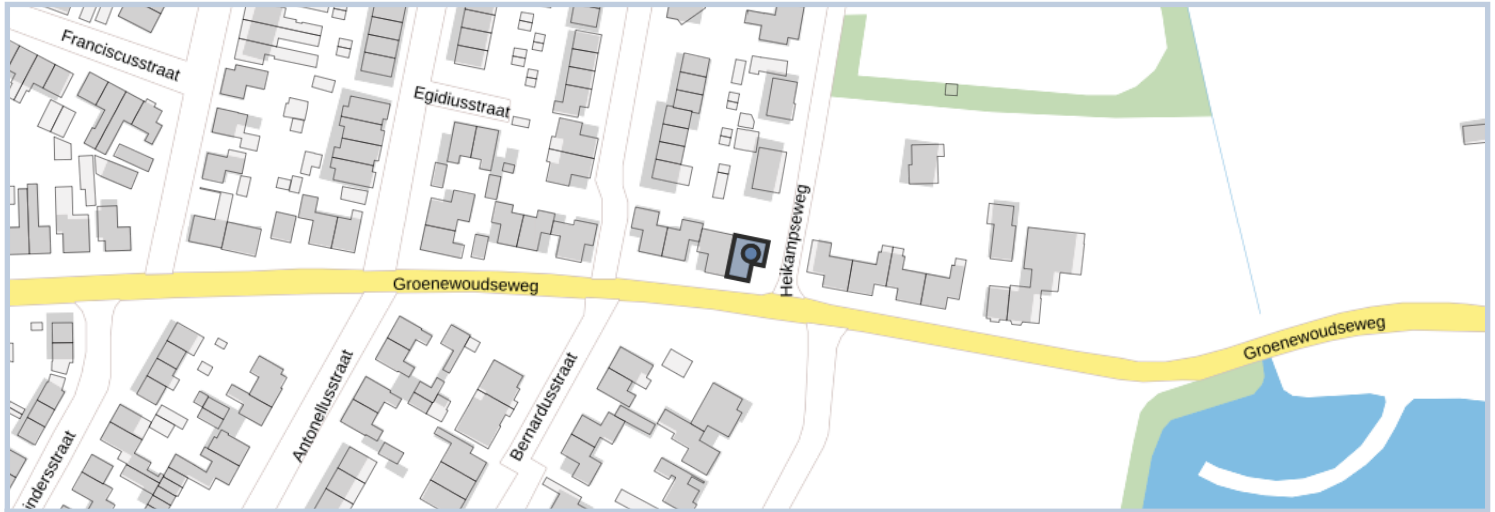 Franciscusstraat
Egidiusstraat
Heikampseweg
Groenewoudseweg
Groenewoudseweg
Antonellusstraat
Bernardusstraat
indersstraat